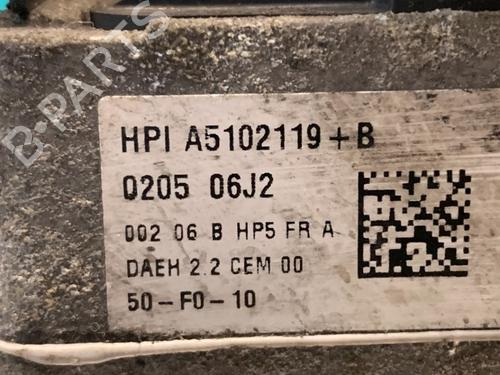 B-PARTS
HPI A5102119+B
0205 06J2
002 06 B HP5 FR A
DAEH 2.2 CEM 00
50-F0-10